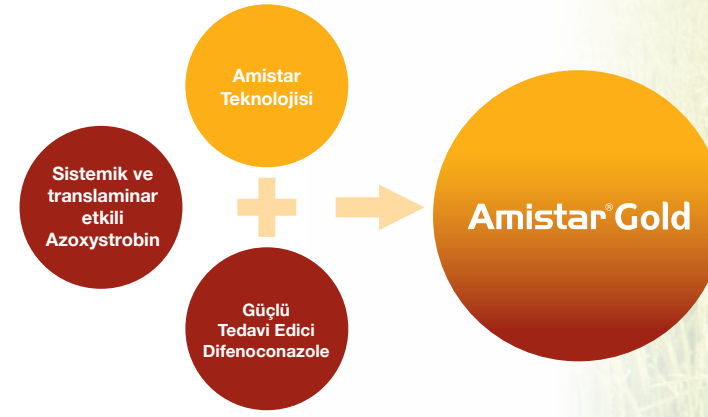 Amistar
Teknolojisi
Sistemik ve
translaminar
etkili
Azoxystrobin
Güçlü
Tedavi Edici
Difenoconazole
Amistar® Gold